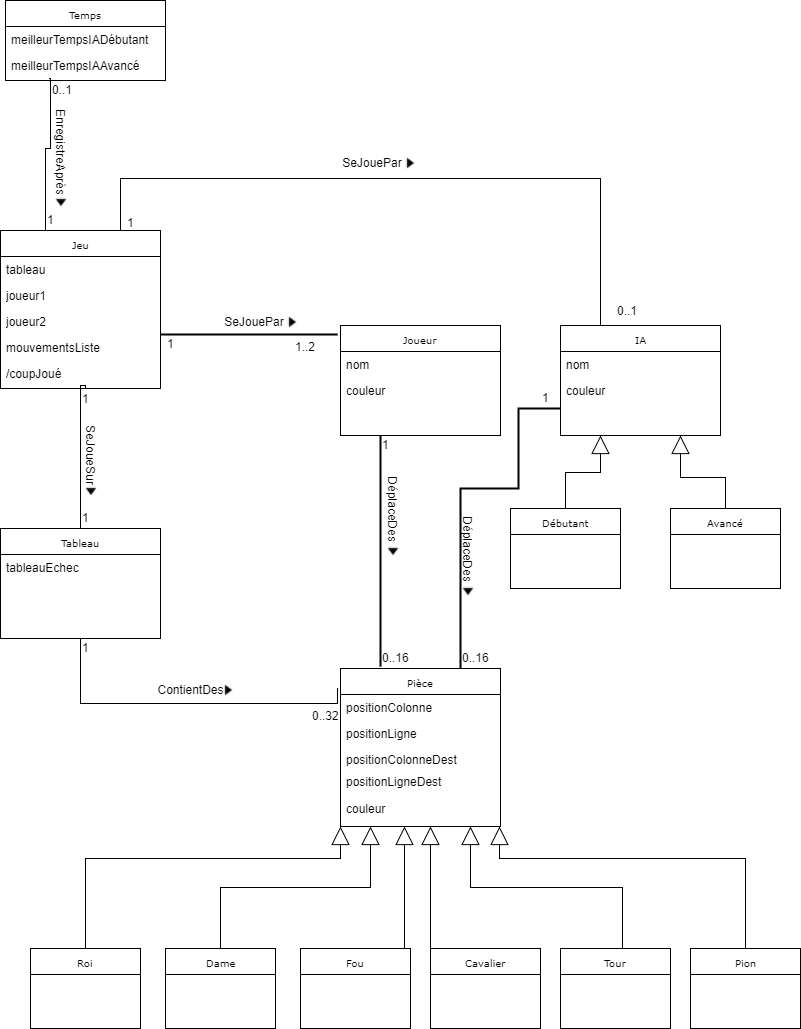 Temps
meilleurTempsIADébutant
meilleurTempsIAAvancé
0..1
EnregistreAprès
1
SeJouePar
1
0..1
Jeu
tableau
joueur1
joueur2
mouvementsListe
/coupJoué
SeJouePar
1
1..2
Joueur
nom
couleur
IA
nom
couleur
1
1
SeJoueSur
1
1
DéplaceDes
0..16
DéplaceDes
0..16
Débutant
Avancé
Tableau
tableauEchec
1
ContientDes
0..32
Pièce
positionColonne
positionLigne
positionColonneDest
positionLigneDest
couleur
Roi
Dame
Fou
Cavalier
Tour
Pion